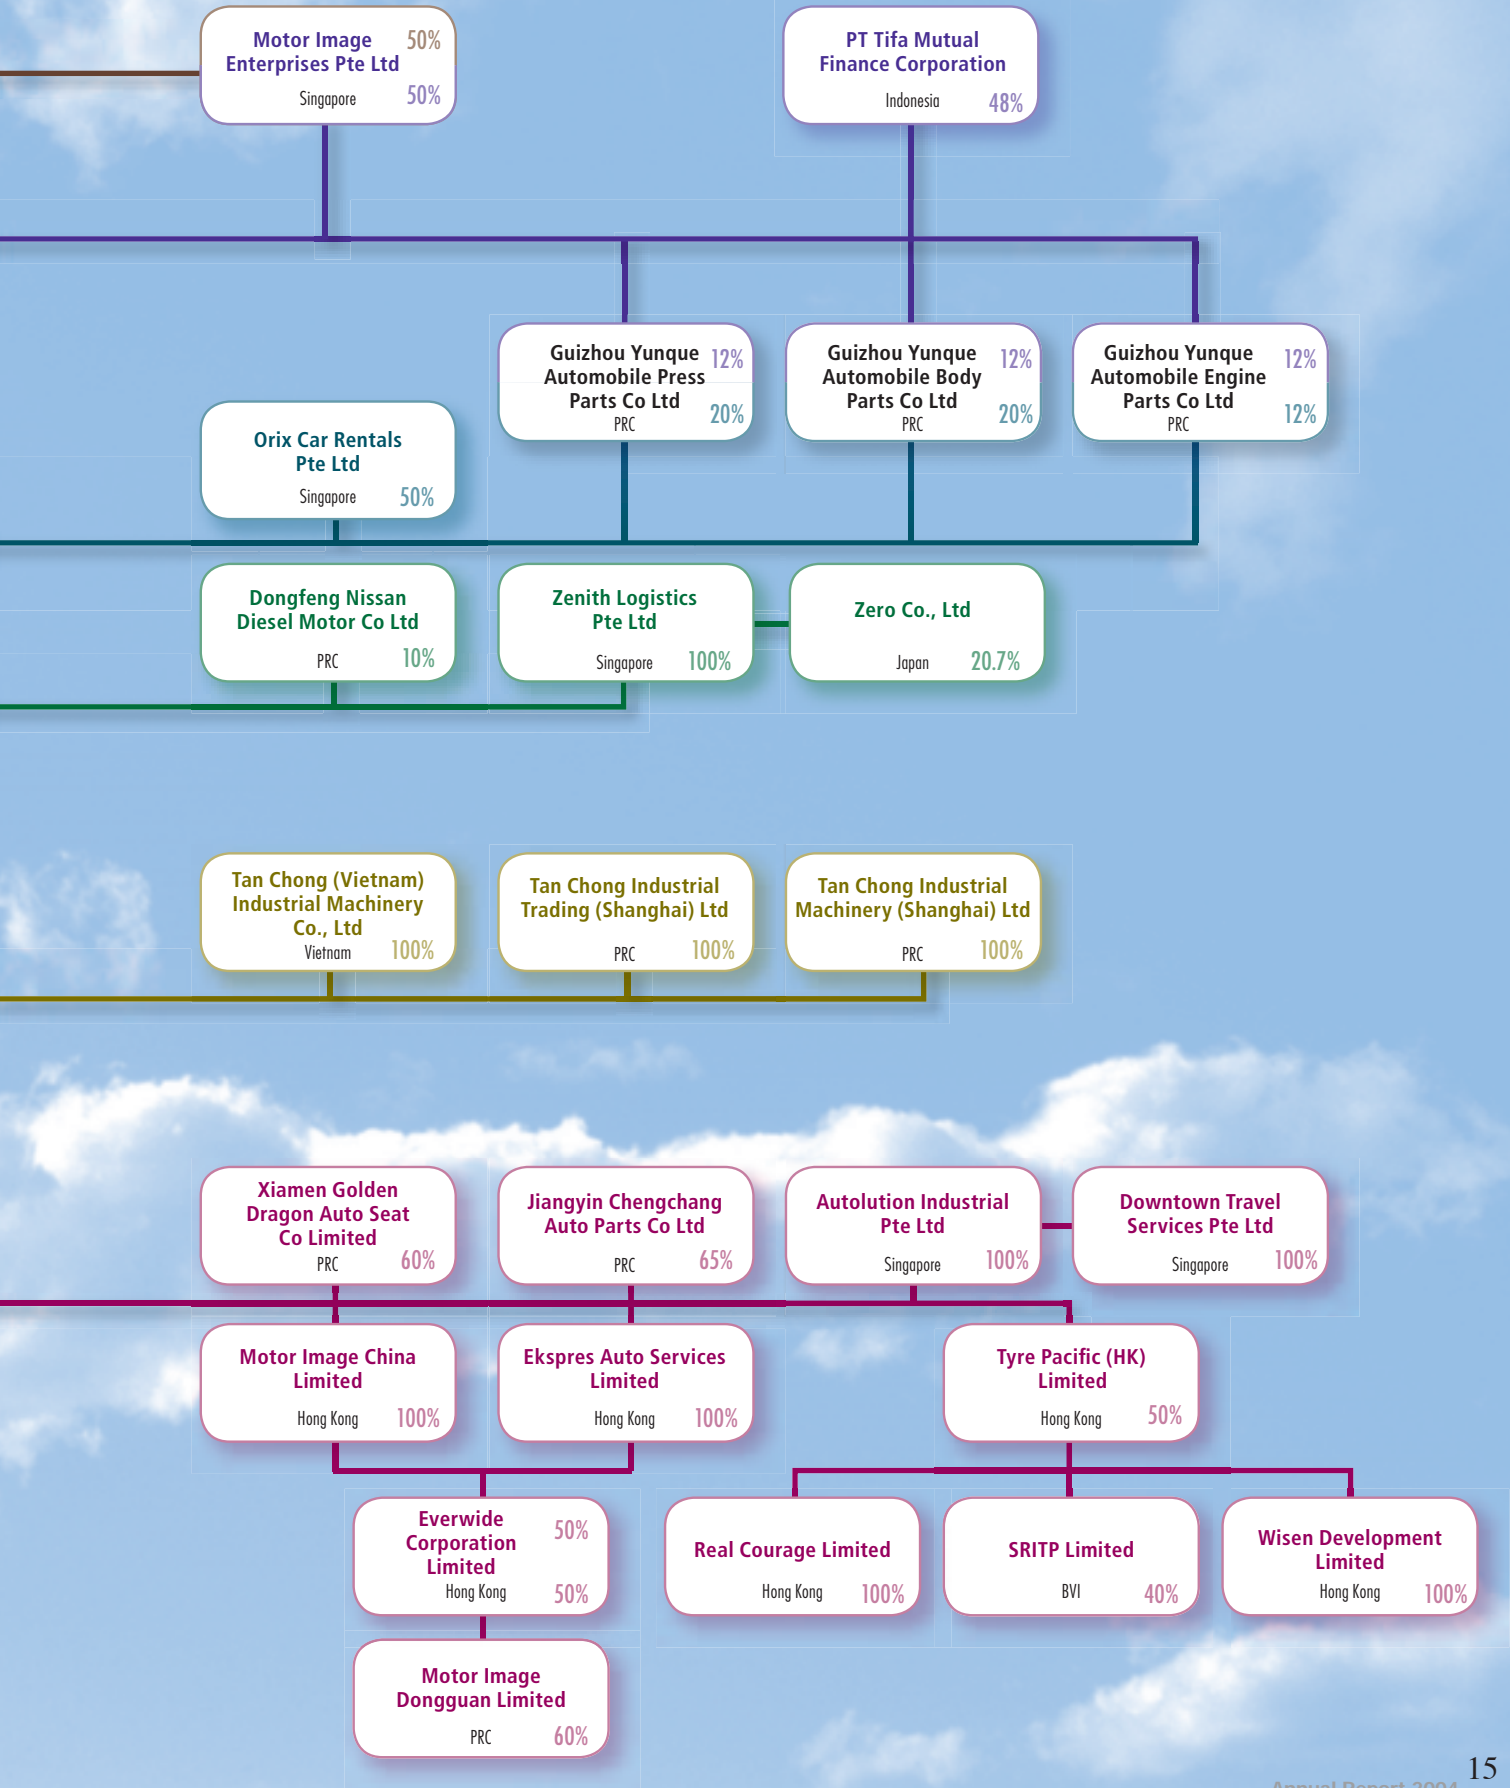 Motor Image
Enterprises Pte Ltd
50%
Singapore
50%
PT Tifa Mutual
Finance Corporation
Indonesia
48%
Guizhou Yunque
Automobile Press
Parts Co Ltd
PRC
12%
20%
Guizhou Yunque
Automobile Body
Parts Co Ltd
PRC
12%
20%
Guizhou Yunque
Automobile Engine
Parts Co Ltd
PRC
12%
12%
Orix Car Rentals
Pte Ltd
Singapore
50%
Dongfeng Nissan
Diesel Motor Co Ltd
PRC
10%
Zenith Logistics
Pte Ltd
Singapore
100%
Zero Co., Ltd
Japan
20.7%
Tan Chong (Vietnam)
Industrial Machinery
Co., Ltd
Vietnam
100%
Tan Chong Industrial
Trading (Shanghai) Ltd
PRC
100%
Tan Chong Industrial
Machinery (Shanghai) Ltd
PRC
100%
Xiamen Golden
Dragon Auto Seat
Co Limited
PRC
60%
Jiangyin Chengchang
Auto Parts Co Ltd
PRC
65%
Autolution Industrial
Pte Ltd
Singapore
100%
Downtown Travel
Services Pte Ltd
Singapore
100%
Motor Image China
Limited
Hong Kong
100%
Ekspres Auto Services
Limited
Hong Kong
100%
Tyre Pacific (HK)
Limited
Hong Kong
50%
Everwide
Corporation
Limited
Hong Kong
50%
50%
Real Courage Limited
Hong Kong
100%
SRITP Limited
BVI
40%
Wisen Development
Limited
Hong Kong
100%
Motor Image
Dongguan Limited
PRC
60%
15
Annual Report 2004